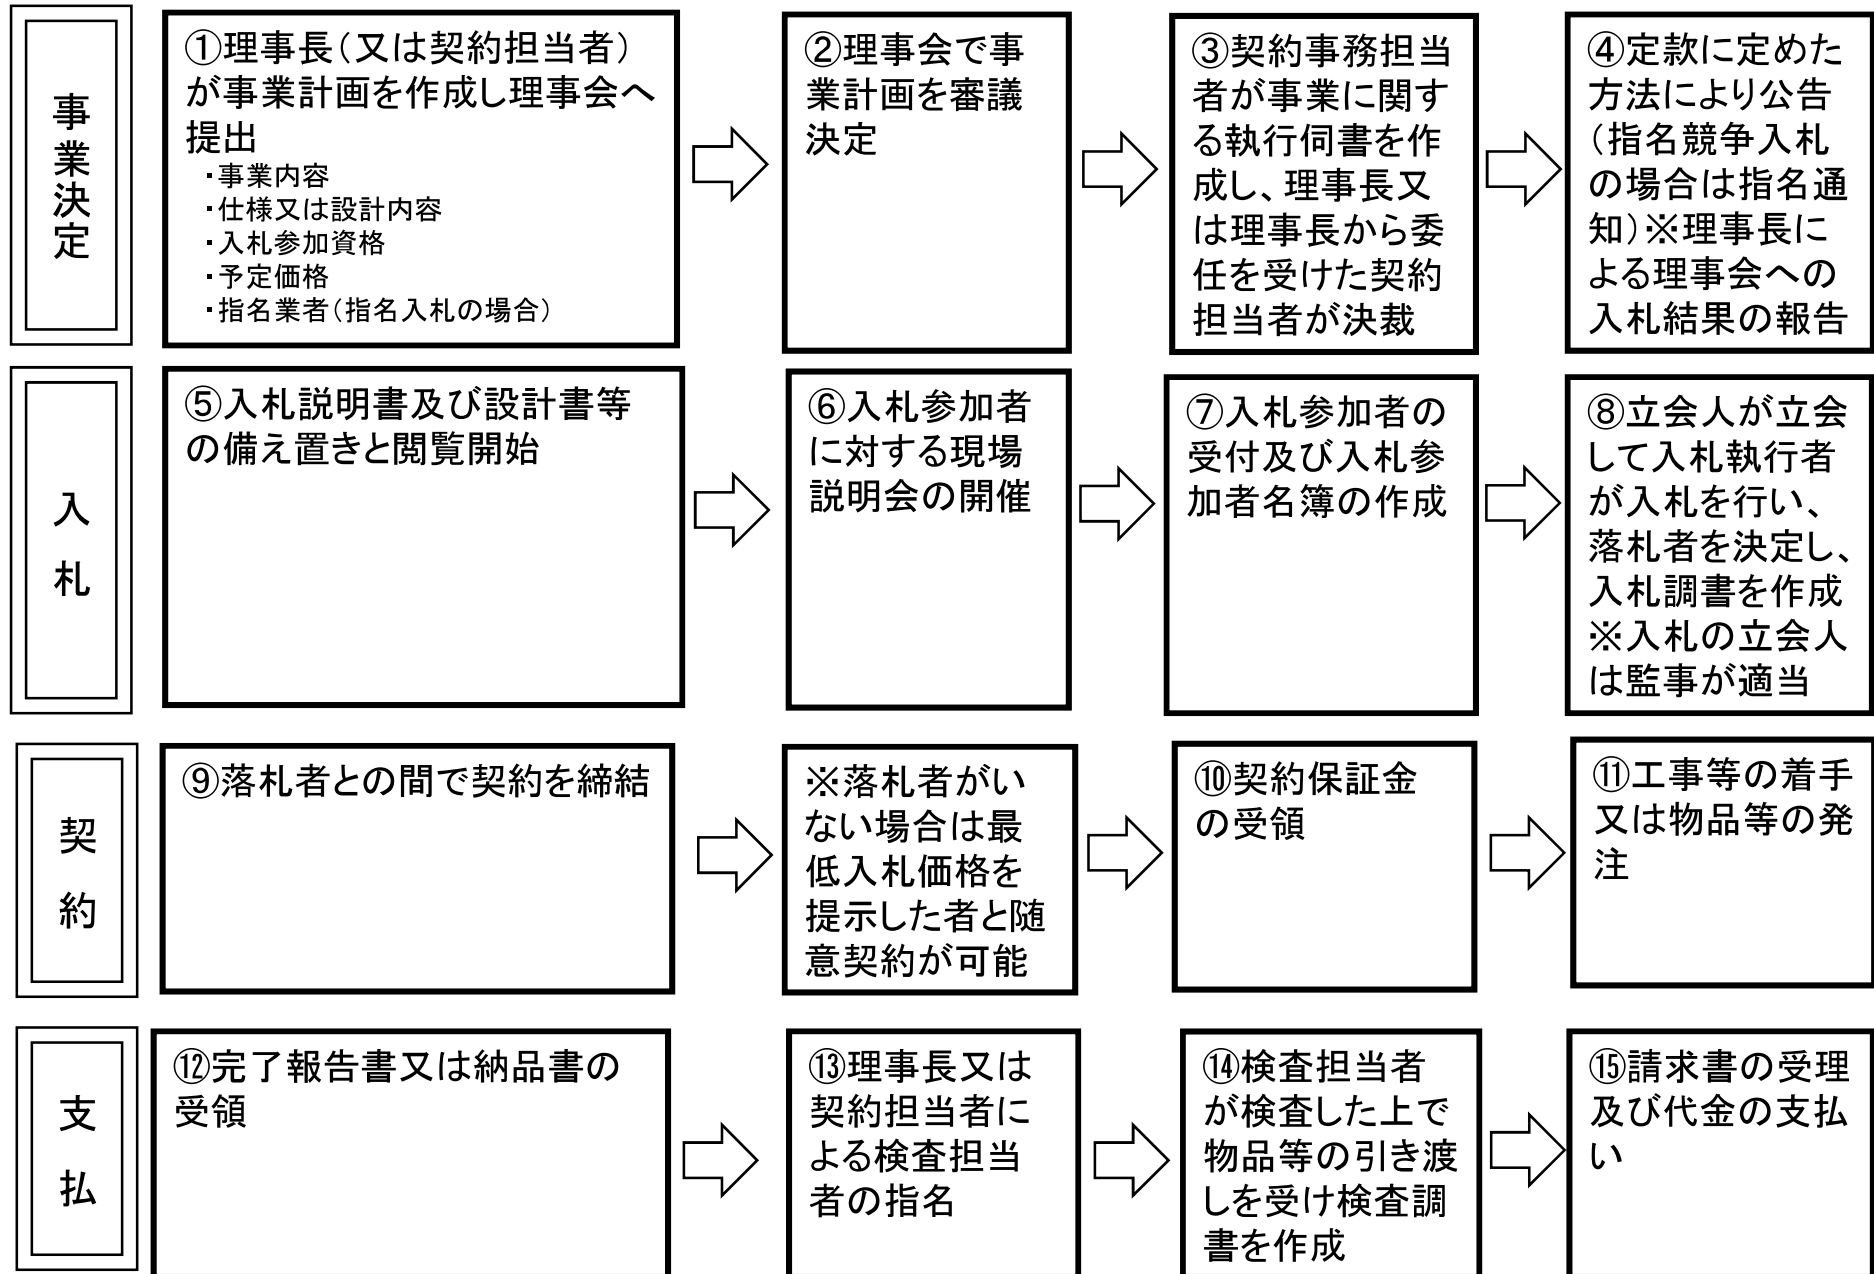 事業決定
①理事長(又は契約担当者)
が事業計画を作成し理事会へ
提出
・事業内容
・仕様又は設計内容
・入札参加資格
・予定価格
・指名業者(指名入札の場合)
②理事会で事
業計画を審議
決定
③契約事務担当
者が事業に関す
る執行伺書を作
成し、理事長又
は理事長から委
任を受けた契約
担当者が決裁
④定款に定めた
方法により公告
(指名競争入札
の場合は指名通
知)※理事長に
よる理事会への
入札結果の報告
入札
⑤入札説明書及び設計書等
の備え置きと閲覧開始
⑥入札参加者
に対する現場
説明会の開催
⑦入札参加者の
受付及び入札参
加者名簿の作成
⑧立会人が立会
して入札執行者
が入札を行い、
落札者を決定し、
入札調書を作成
※入札の立会人
は監事が適当
契約
⑨落札者との間で契約を締結
※落札者がい
ない場合は最
低入札価格を
提示した者と随
意契約が可能
⑩契約保証金
の受領
⑪工事等の着手
又は物品等の発
注
支払
⑫完了報告書又は納品書の
受領
⑬理事長又は
契約担当者に
よる検査担当
者の指名
⑭検査担当者
が検査した上で
物品等の引き渡
しを受け検査調
書を作成
⑮請求書の受理
及び代金の支払
い